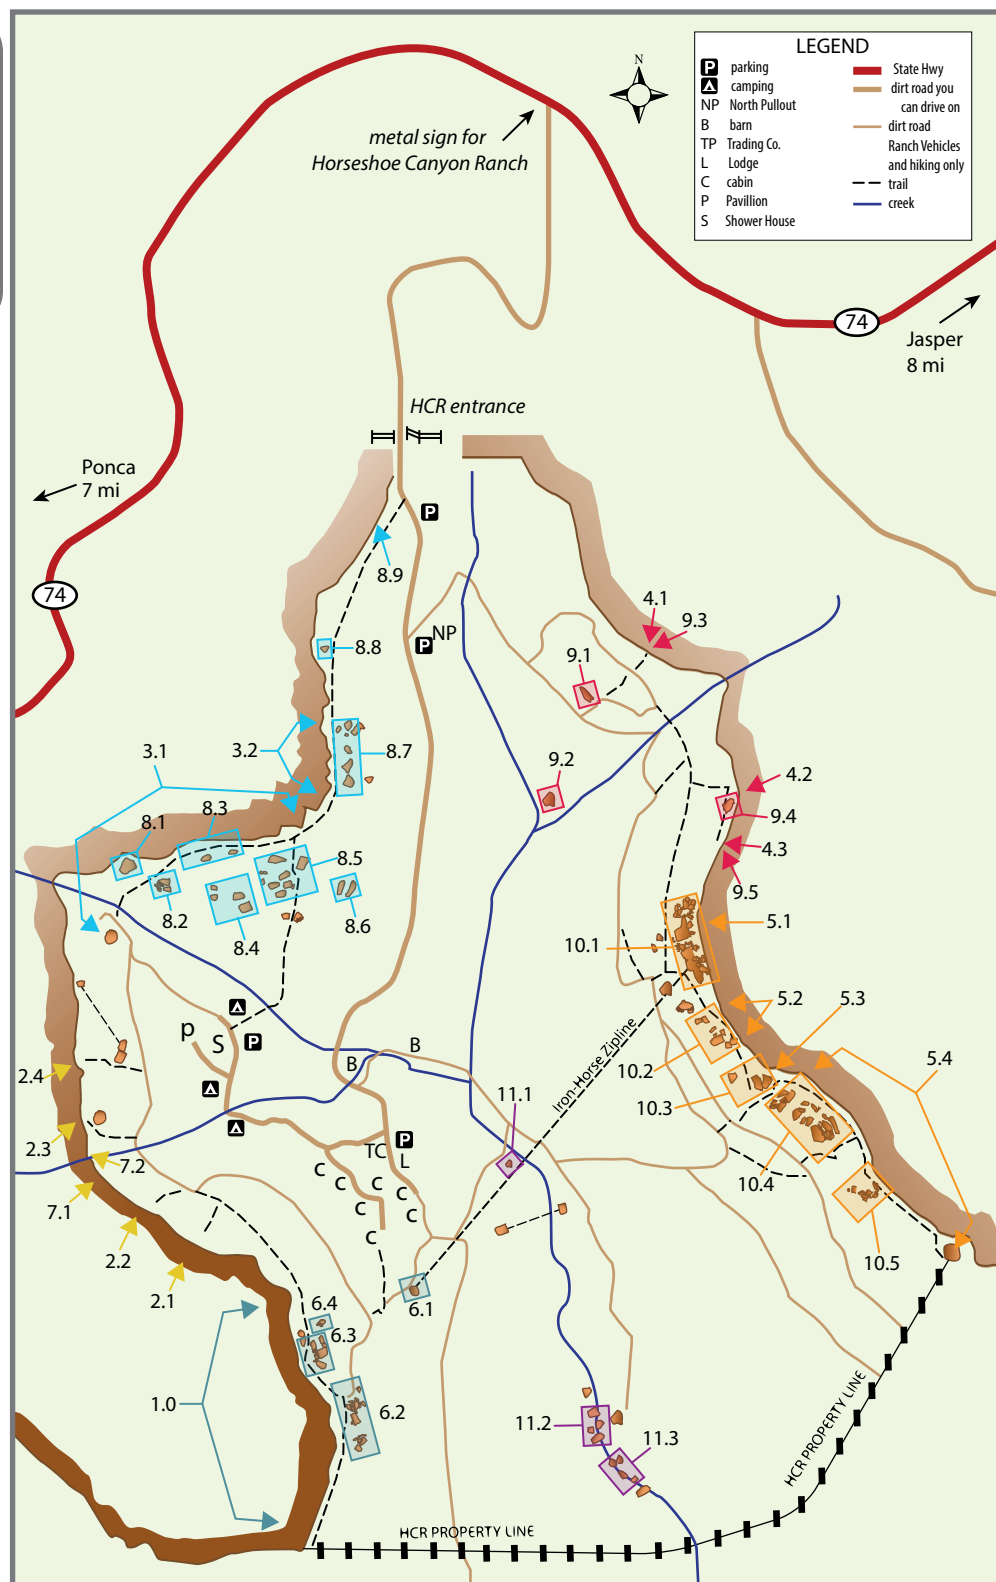 N
LEGEND
P parking
camping
NP North Pullout
B barn
TP Trading Co.
L Lodge
C cabin
P Pavillion
S Shower House
State Hwy
dirt road you
can drive on
dirt road
Ranch Vehicles
and hiking only
trail
creek
metal sign for
Horseshoe Canyon Ranch
74
Jasper
8 mi
HCR entrance
Ponca
7 mi
P
8.9
74
4.1
9.3
P NP
8.8
9.1
3.1
3.2
8.7
9.2
4.2
8.3
8.1
9.4
4.3
8.5
9.5
8.2
8.6
8.4
5.1
10.1
5.2
5.3
p
S
P
B
B
Iron-Horse Zipline
10.2
5.4
2.4
11.1
10.3
2.3
7.2
P
TC
L
C
C
C
C
C
C
C
10.4
7.1
2.2
10.5
2.1
6.4
6.1
6.3
1.0
6.2
11.2
11.3
HCR PROPERTY LINE
HCR PROPERTY LINE